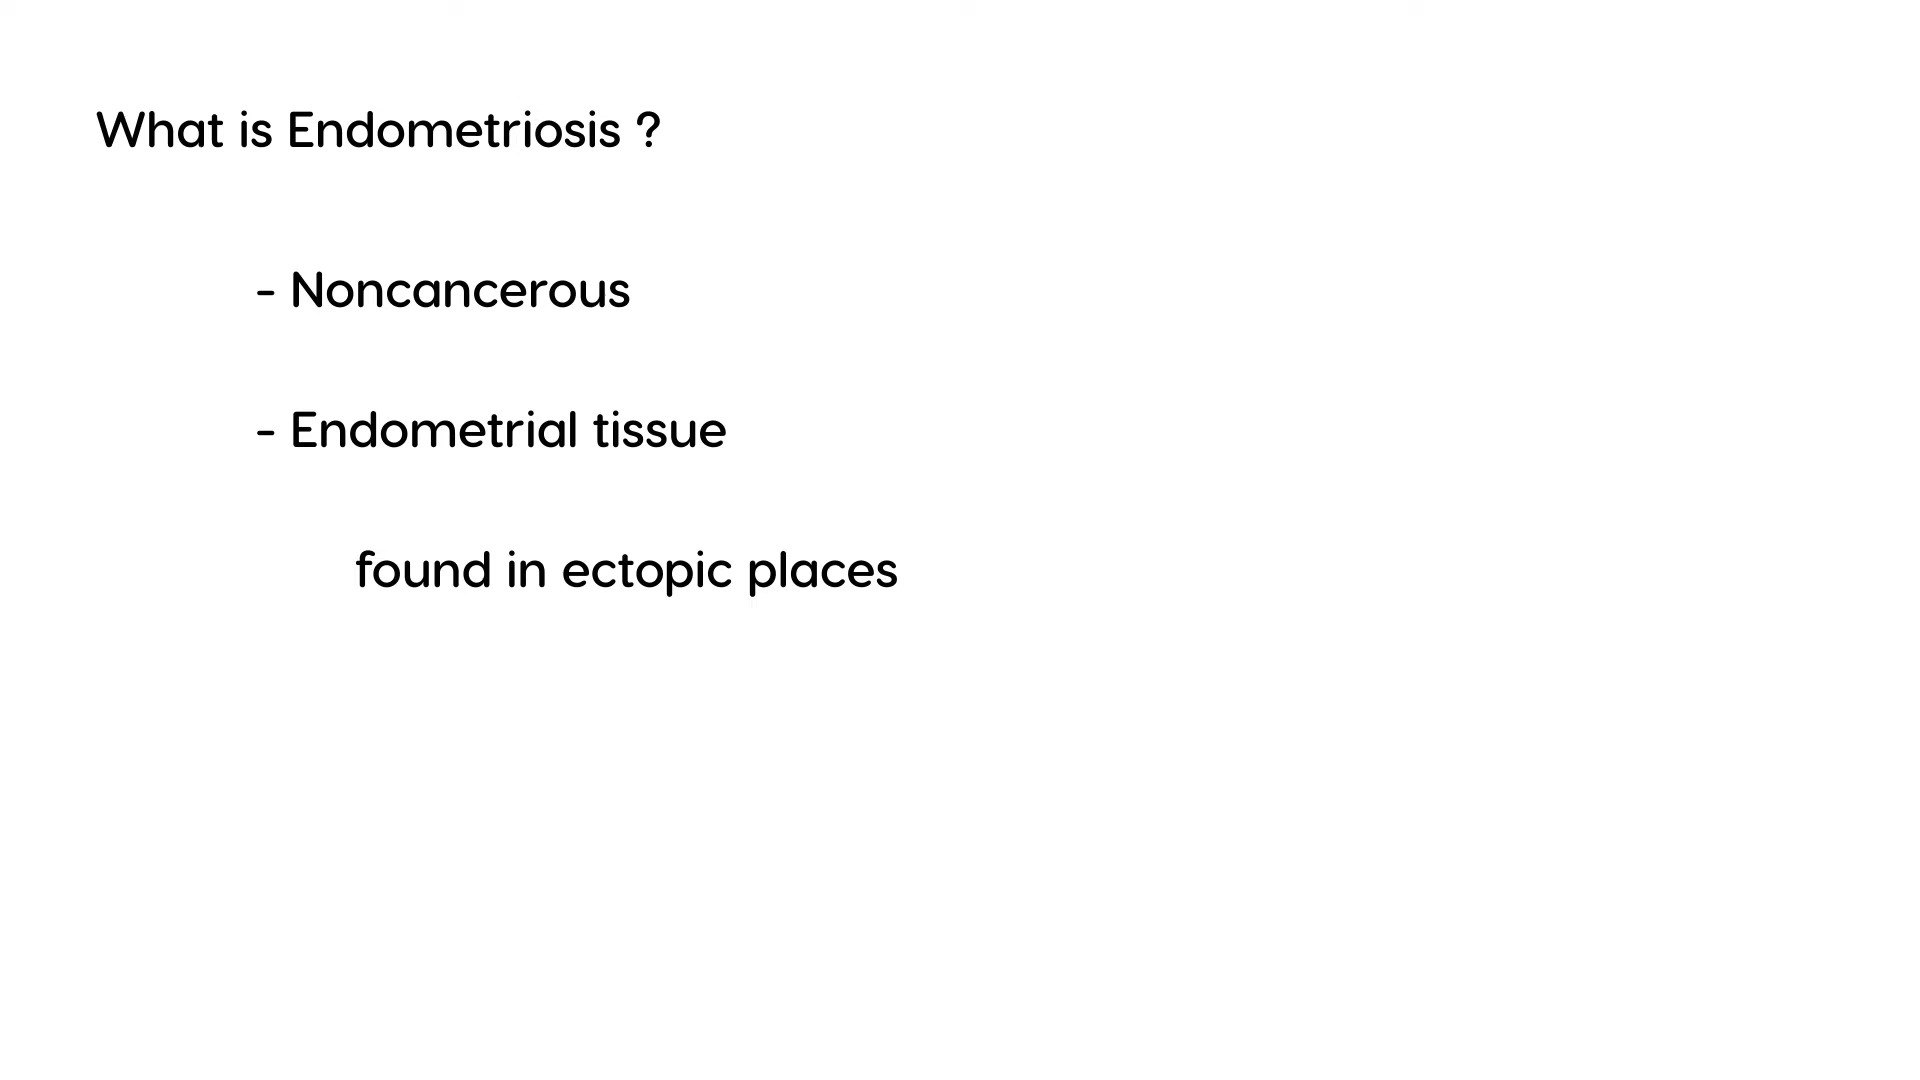 What is Endometriosis ?
- Noncancerous
- Endometrial tissue
found in ectopic places